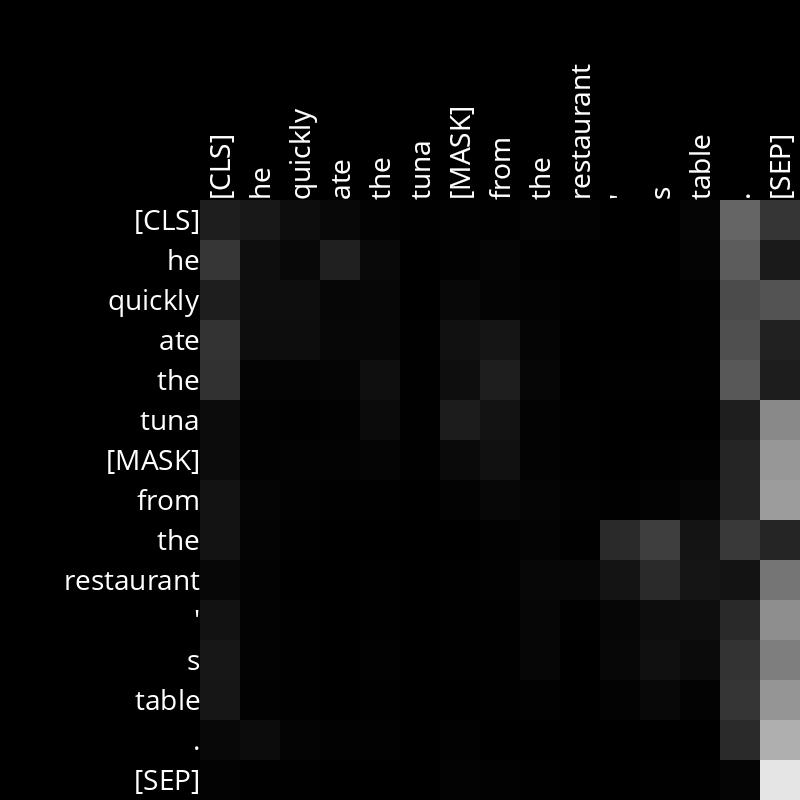 [CLS] he quickly ate the tuna [MASK] from the restaurant ' s table . [SEP]
[CLS]
he
quickly
ate
the
tuna
[MASK]
from
the
restaurant
'
s
table
.
[SEP]